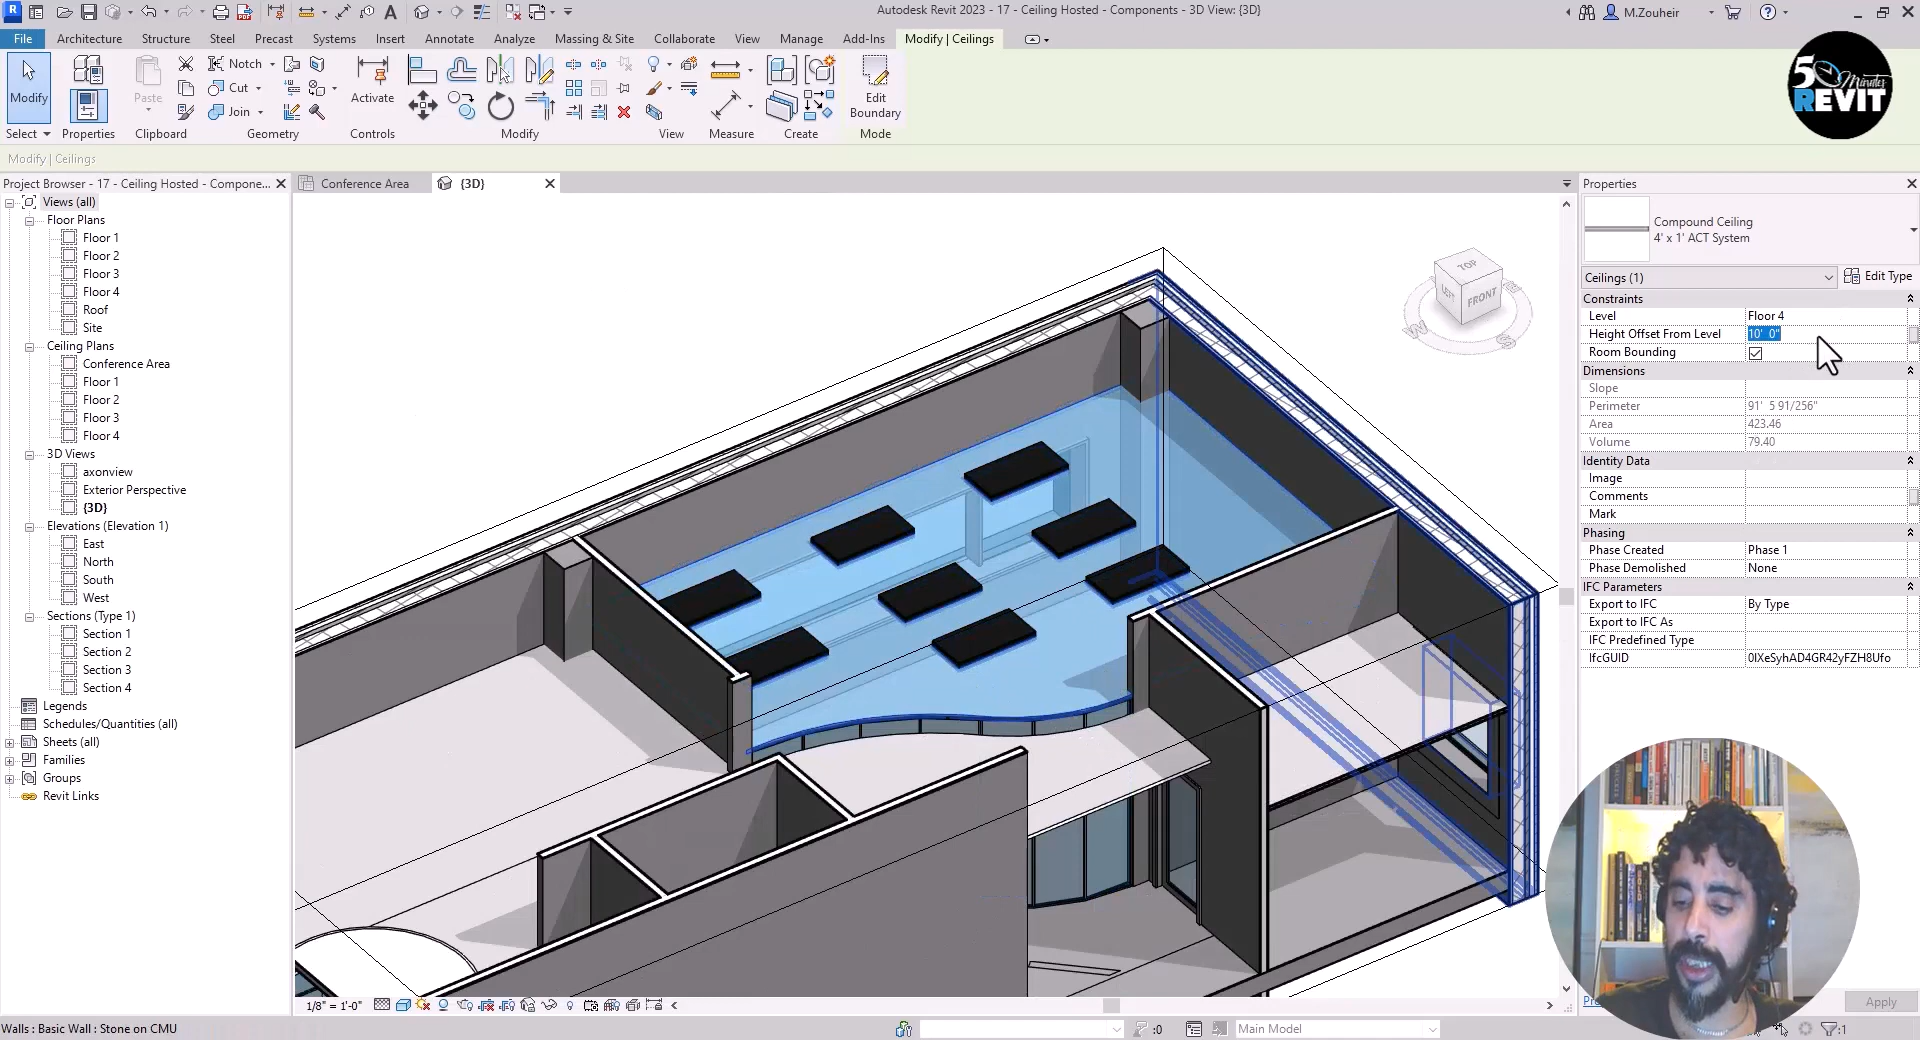 Autodesk Revit 2023 - 17 - Ceiling Hosted - Components - 3D View: {3D}
M.Zouheir
File Architecture Structure Steel Precast Systems Insert Annotate Analyze Massing & Site Collaborate View Manage Add-Ins Modify | Ceilings
5 Minutes REVIT
Modify
Paste
Notch
Cut
Join
Activate
Edit
Boundary
Select Properties Clipboard Geometry Controls Modify View Measure Create Mode
Modify | Ceilings
Project Browser - 17 - Ceiling Hosted - Compone...
Views (all)
Floor Plans
Floor 1
Floor 2
Floor 3
Floor 4
Roof
Site
Ceiling Plans
Conference Area
Floor 1
Floor 2
Floor 3
Floor 4
3D Views
axonview
Exterior Perspective
{3D}
Elevations (Elevation 1)
East
North
South
West
Sections (Type 1)
Section 1
Section 2
Section 3
Section 4
Legends
Schedules/Quantities (all)
Sheets (all)
Families
Groups
Revit Links
Conference Area
{3D}
TOP
LEFT
FRONT
W
S
E
1/8" = 1'-0"
Properties
Compound Ceiling
4' x 1' ACT System
Ceilings (1)
Edit Type
Constraints
Level Floor 4
Height Offset From Level 10' 0"
Room Bounding
Dimensions
Slope
Perimeter 91' 5 91/256"
Area 423.46
Volume 79.40
Identity Data
Image
Comments
Mark
Phasing
Phase Created Phase 1
Phase Demolished None
IFC Parameters
Export to IFC By Type
Export to IFC As
IFC Predefined Type
IfcGUID 0IXeSyhAD4GR42yFZH8Ufo
Apply
Walls : Basic Wall : Stone on CMU
:0
Main Model
:1